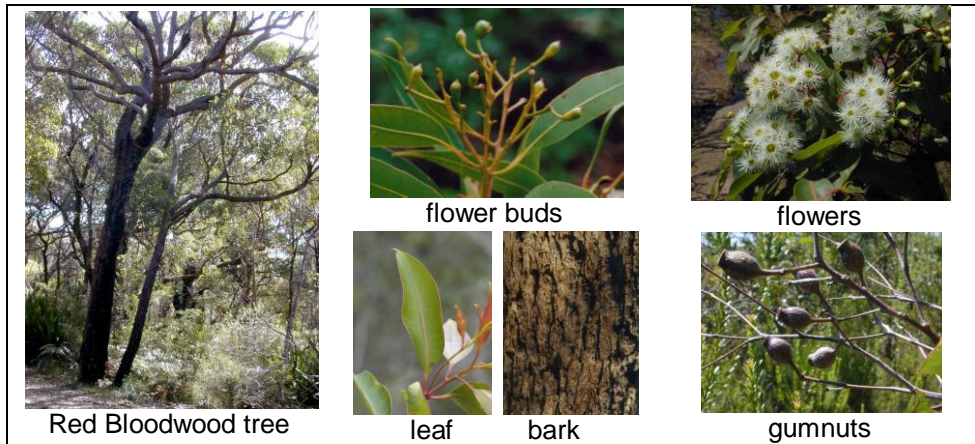 flower buds
flowers
Red Bloodwood tree
leaf
bark
gumnuts